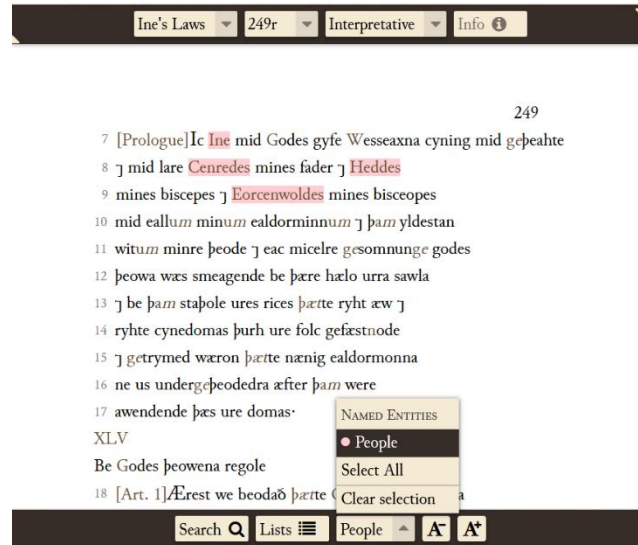 Ine's Laws 249r Interpretative Info
249
7 [Prologue]Ic Ine mid Godes gyfe Wesseaxna cyning mid geþeahte
8 ⁊ mid lare Cenredes mines fader ⁊ Heddes
9 mines biscepes ⁊ Eorcenwoldes mines bisceopes
10 mid eallum minum ealdorminnum ⁊ þam yldestan
11 witum minre þeode ⁊ eac micelre gesomnunge godes
12 þeowa wæs smeagende be þære hælo urra sawla
13 ⁊ be þam staþole ures rices þætte ryht æw ⁊
14 ryhte cynedomas þurh ure folc gefæstnode
15 ⁊ getrymed wæron þætte nænig ealdormonna
16 ne us undergeþeodedra æfter þam were
17 awendende þæs ure domas·
XLV
Be Godes þeowena regole
18 [Art. 1]Ærest we beodað þætte
Named Entities
People
Select All
Clear selection
Search Lists People A- A+